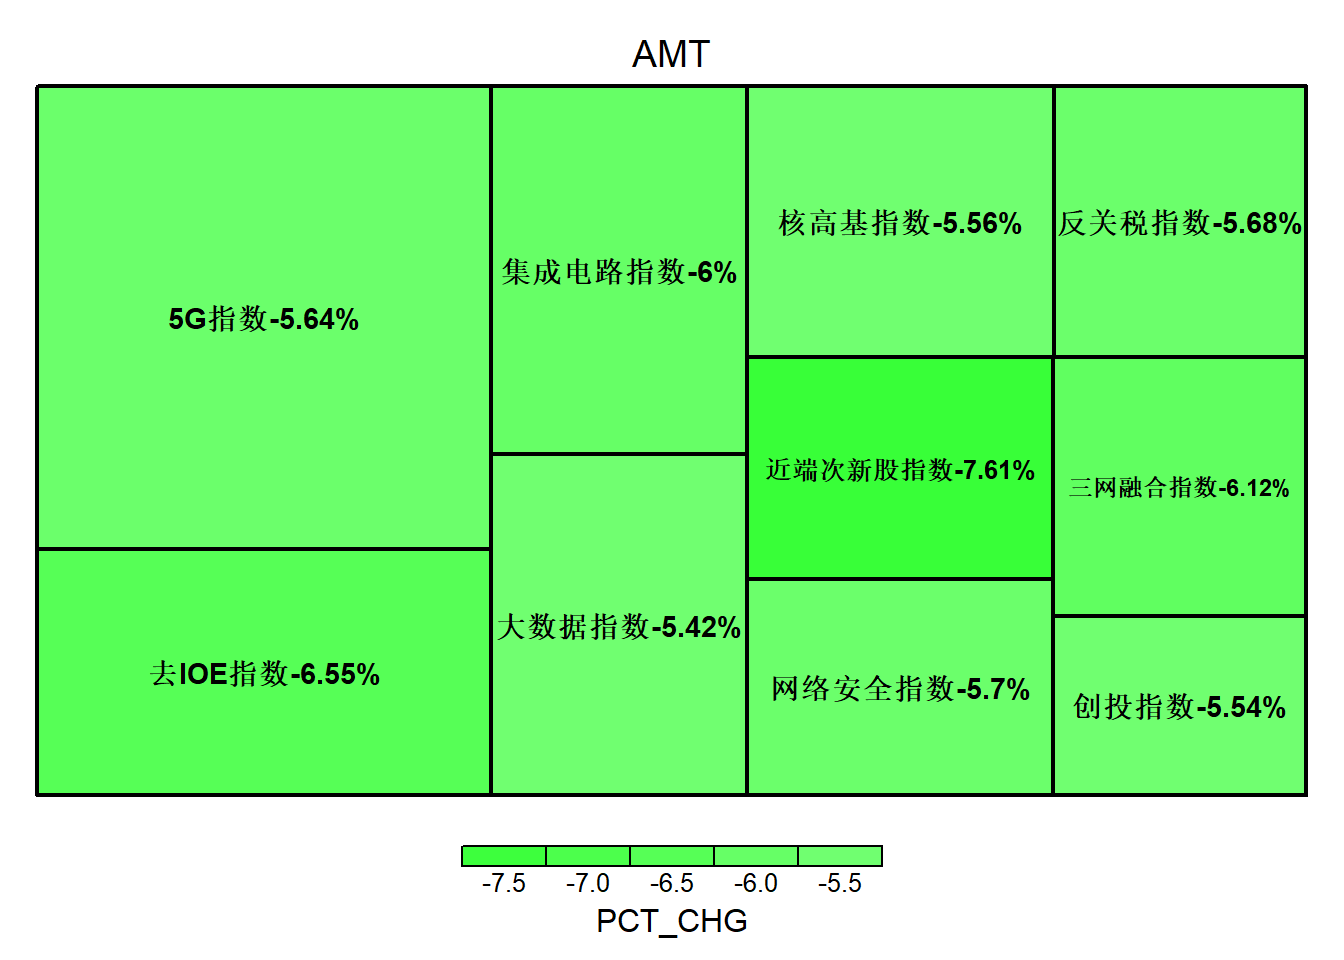 AMT
5G指数-5.64%
去IOE指数-6.55%
集成电路指数-6%
大数据指数-5.42%
核高基指数-5.56%
反关税指数-5.68%
近端次新股指数-7.61%
三网融合指数-6.12%
网络安全指数-5.7%
创投指数-5.54%
-7.5 -7.0 -6.5 -6.0 -5.5
PCT_CHG